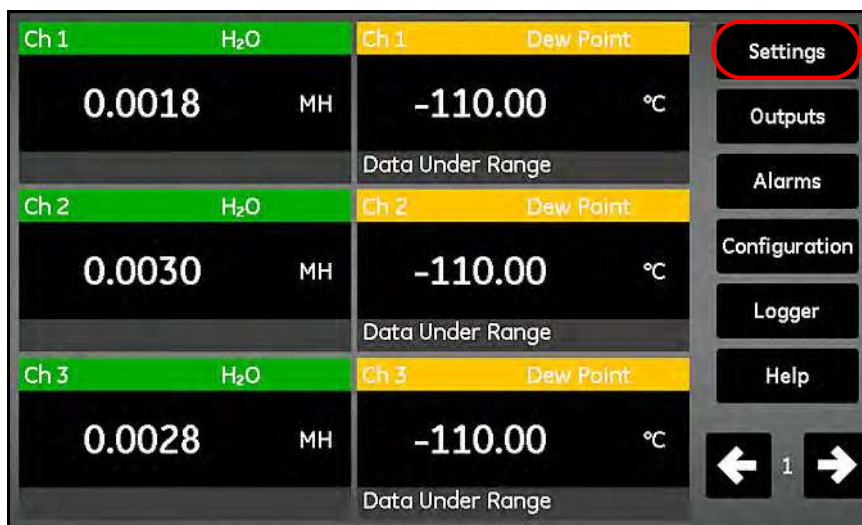 Ch 1 H₂O
0.0018 MH
Ch 1 Dew Point
-110.00 °C
Data Under Range
Ch 2 H₂O
0.0030 MH
Ch 2 Dew Point
-110.00 °C
Data Under Range
Ch 3 H₂O
0.0028 MH
Ch 3 Dew Point
-110.00 °C
Data Under Range
Settings
Outputs
Alarms
Configuration
Logger
Help
1